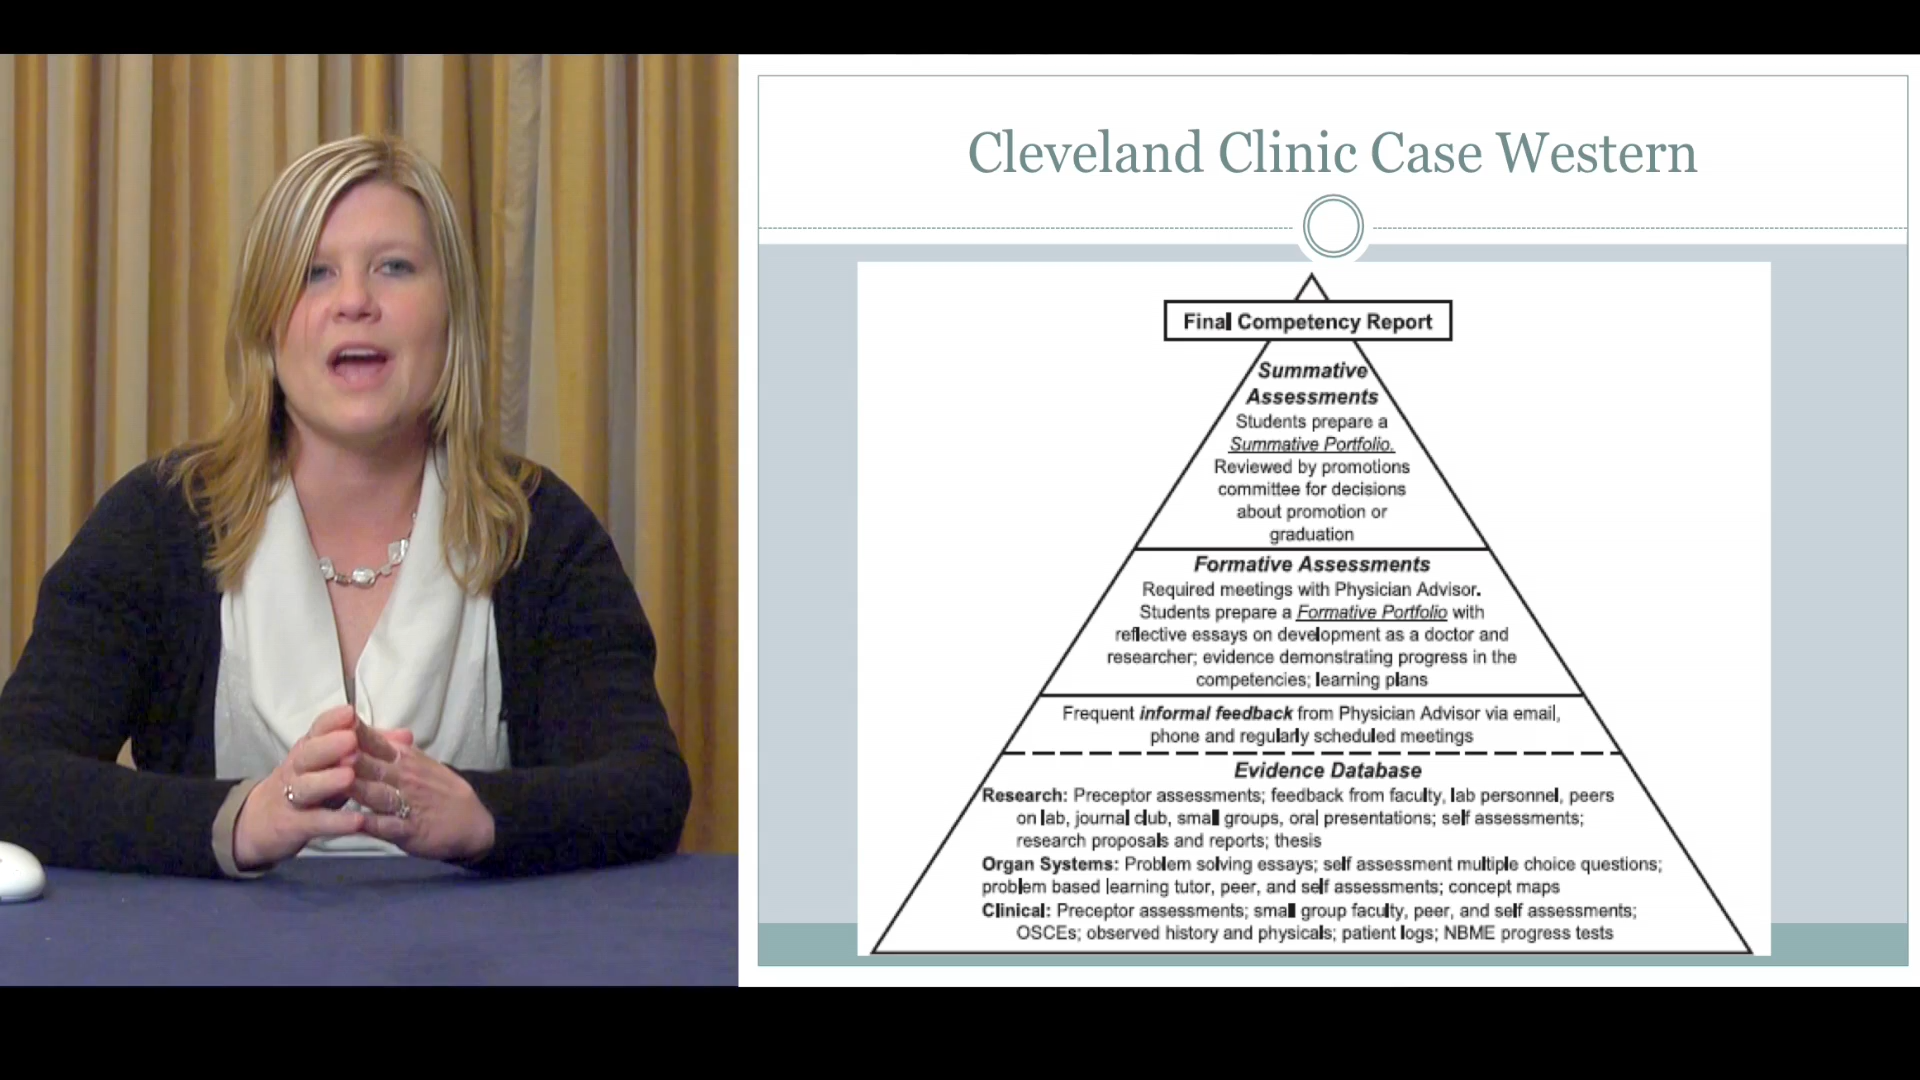 Cleveland Clinic Case Western
Final Competency Report
Summative
Assessments
Students prepare a
Summative Portfolio.
Reviewed by promotions
committee for decisions
about promotion or
graduation
Formative Assessments
Required meetings with Physician Advisor.
Students prepare a Formative Portfolio with
reflective essays on development as a doctor and
researcher; evidence demonstrating progress in the
competencies; learning plans
Frequent informal feedback from Physician Advisor via email,
phone and regularly scheduled meetings
Evidence Database
Research: Preceptor assessments; feedback from faculty, lab personnel, peers
on lab, journal club, small groups, oral presentations; self assessments;
research proposals and reports; thesis
Organ Systems: Problem solving essays; self assessment multiple choice questions;
problem based learning tutor, peer, and self assessments; concept maps
Clinical: Preceptor assessments; small group faculty, peer, and self assessments;
OSCEs; observed history and physicals; patient logs; NBME progress tests